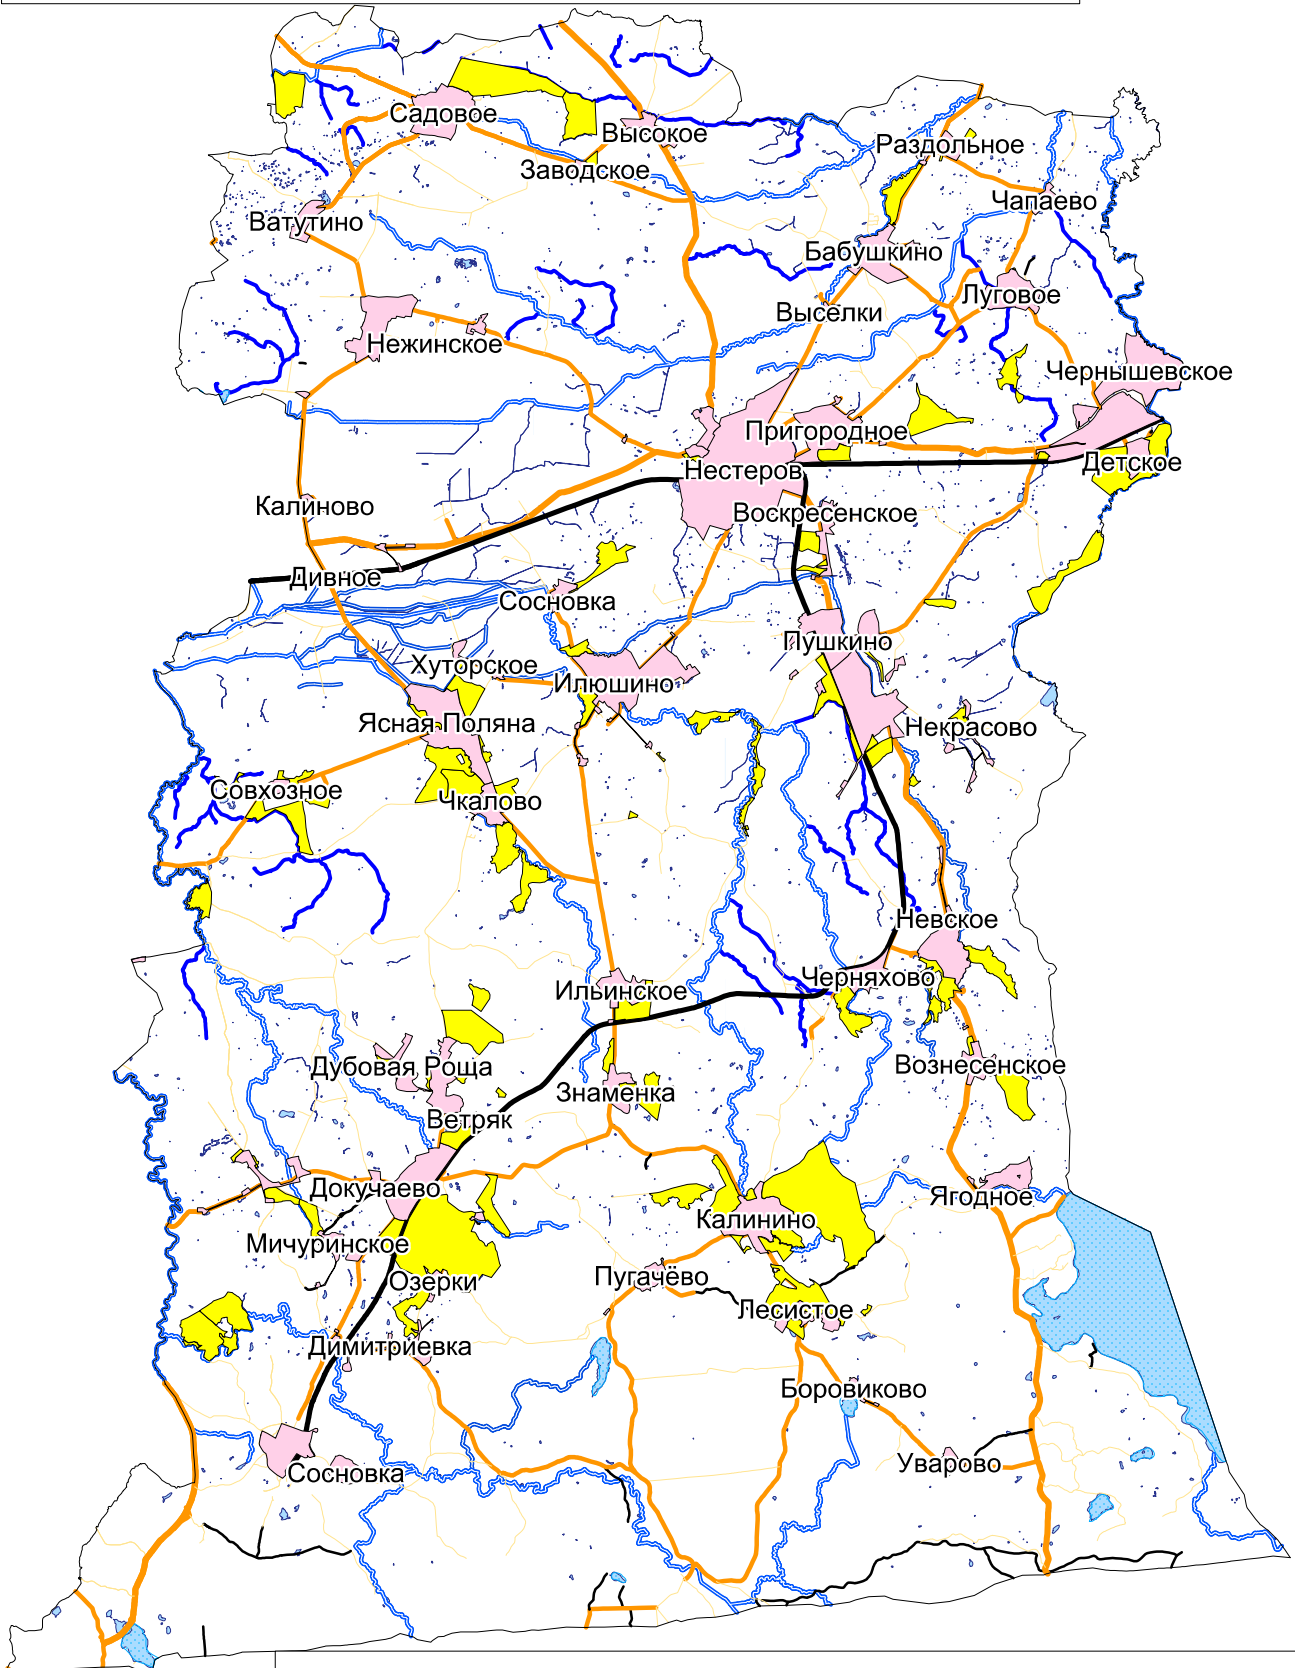 Садовое
Высокое
Раздольное
Заводское
Чапаево
Ватутино
Бабушкино
Луговое
Выселки
Нежинское
Чернышевское
Пригородное
Детское
Нестеров
Калиново
Воскресенское
Дивное
Сосновка
Пушкино
Хуторское
Илюшино
Ясная Поляна
Некрасово
Совхозное
Чкалово
Невское
Черняхово
Ильинское
Дубовая Роща
Вознесенское
Знаменка
Ветряк
Докучаево
Ягодное
Калинино
Мичуринское
Пугачёво
Озерки
Лесистое
Димитриевка
Боровиково
Уварово
Сосновка